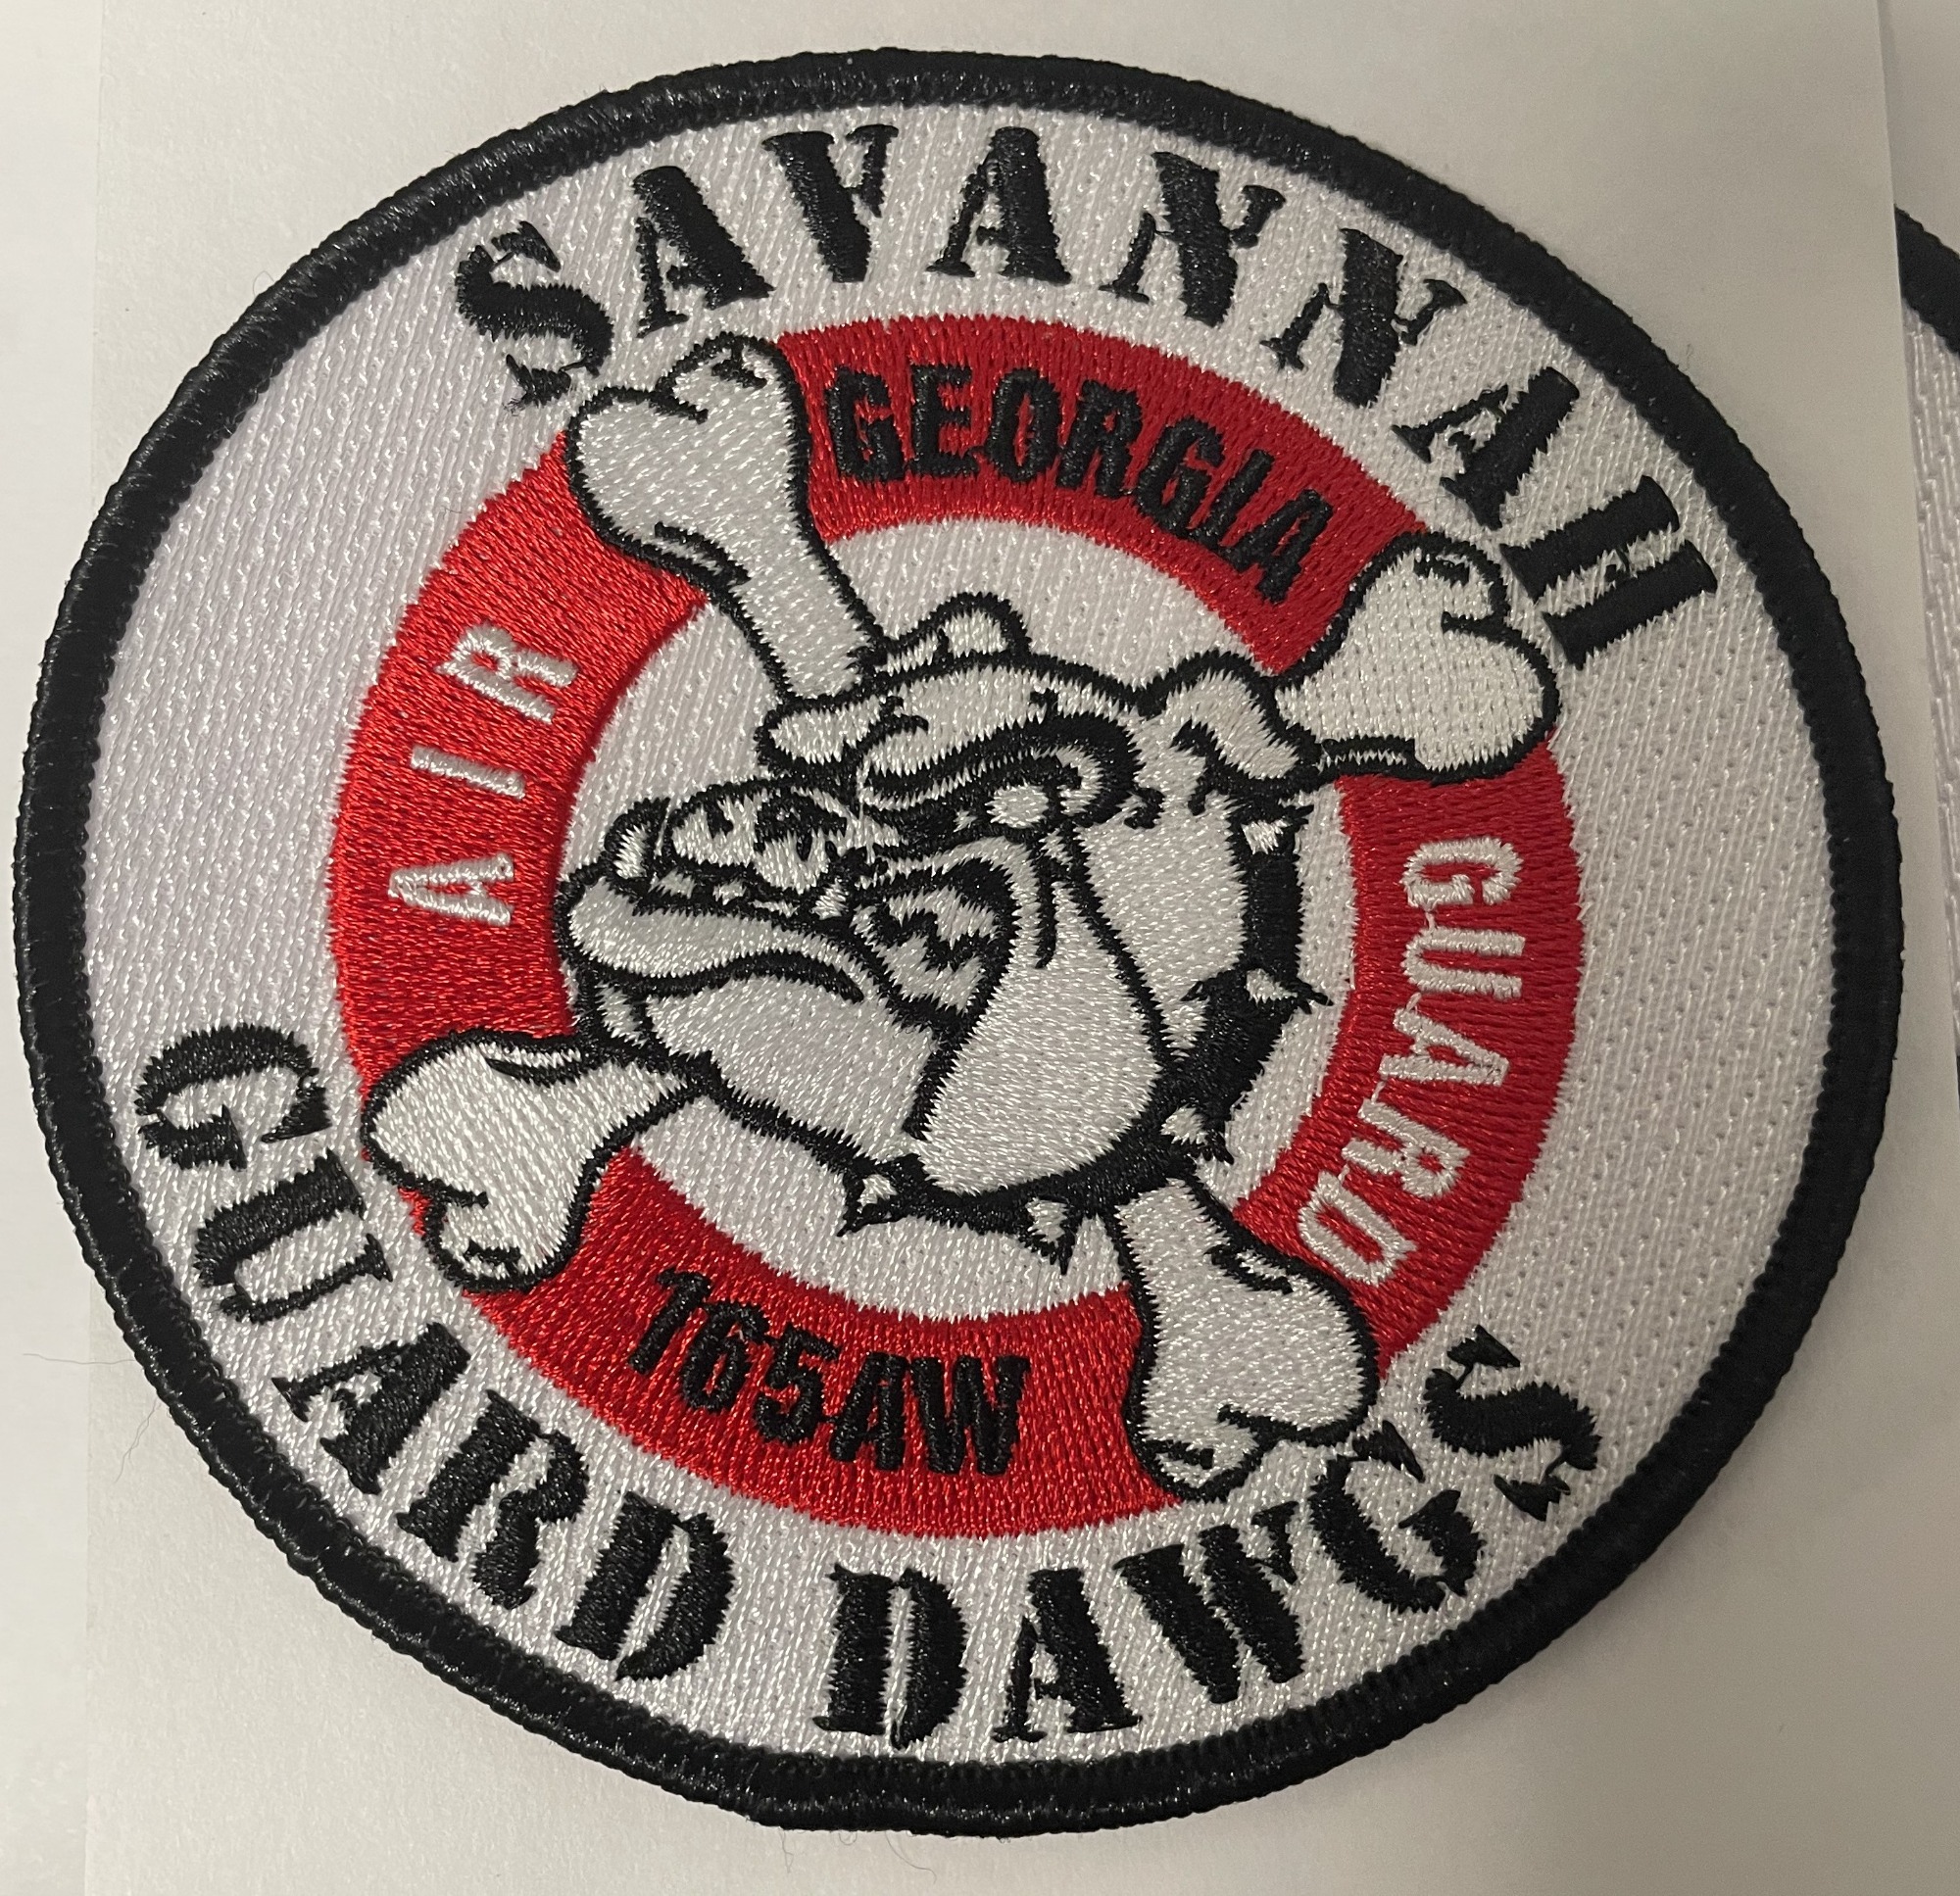 SAVANNAH
GEORGIA
AIR
GUARD
165AW
GUARD DAWGS